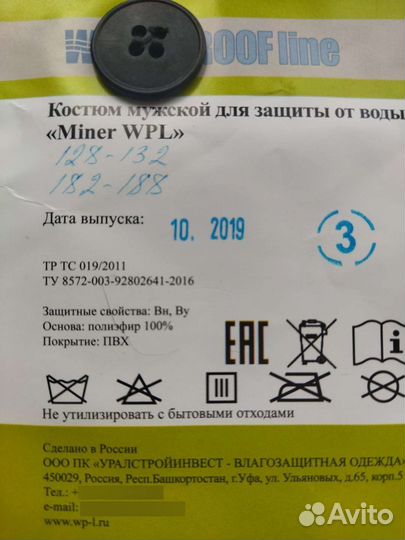 W OOF line
Костюм мужской для защиты от воды
«Miner WPL»
128-132
182-188
Дата выпуска: 10. 2019 3
ТР ТС 019/2011
ТУ 8572-003-92802641-2016
Защитные свойства: Вн, Ву
Основа: полиэфир 100%
Покрытие: ПВХ
EAC
Не утилизировать с бытовыми отходами
Сделано в России
ООО ПК «УРАЛСТРОЙИНВЕСТ - ВЛАГОЗАЩИТНАЯ ОДЕЖДА»
450029, Россия, Респ.Башкортостан, г.Уфа, ул. Ульяновых, д.65, корп.5
Тел.: +
e-mail:
www.wp-l.ru
Avito